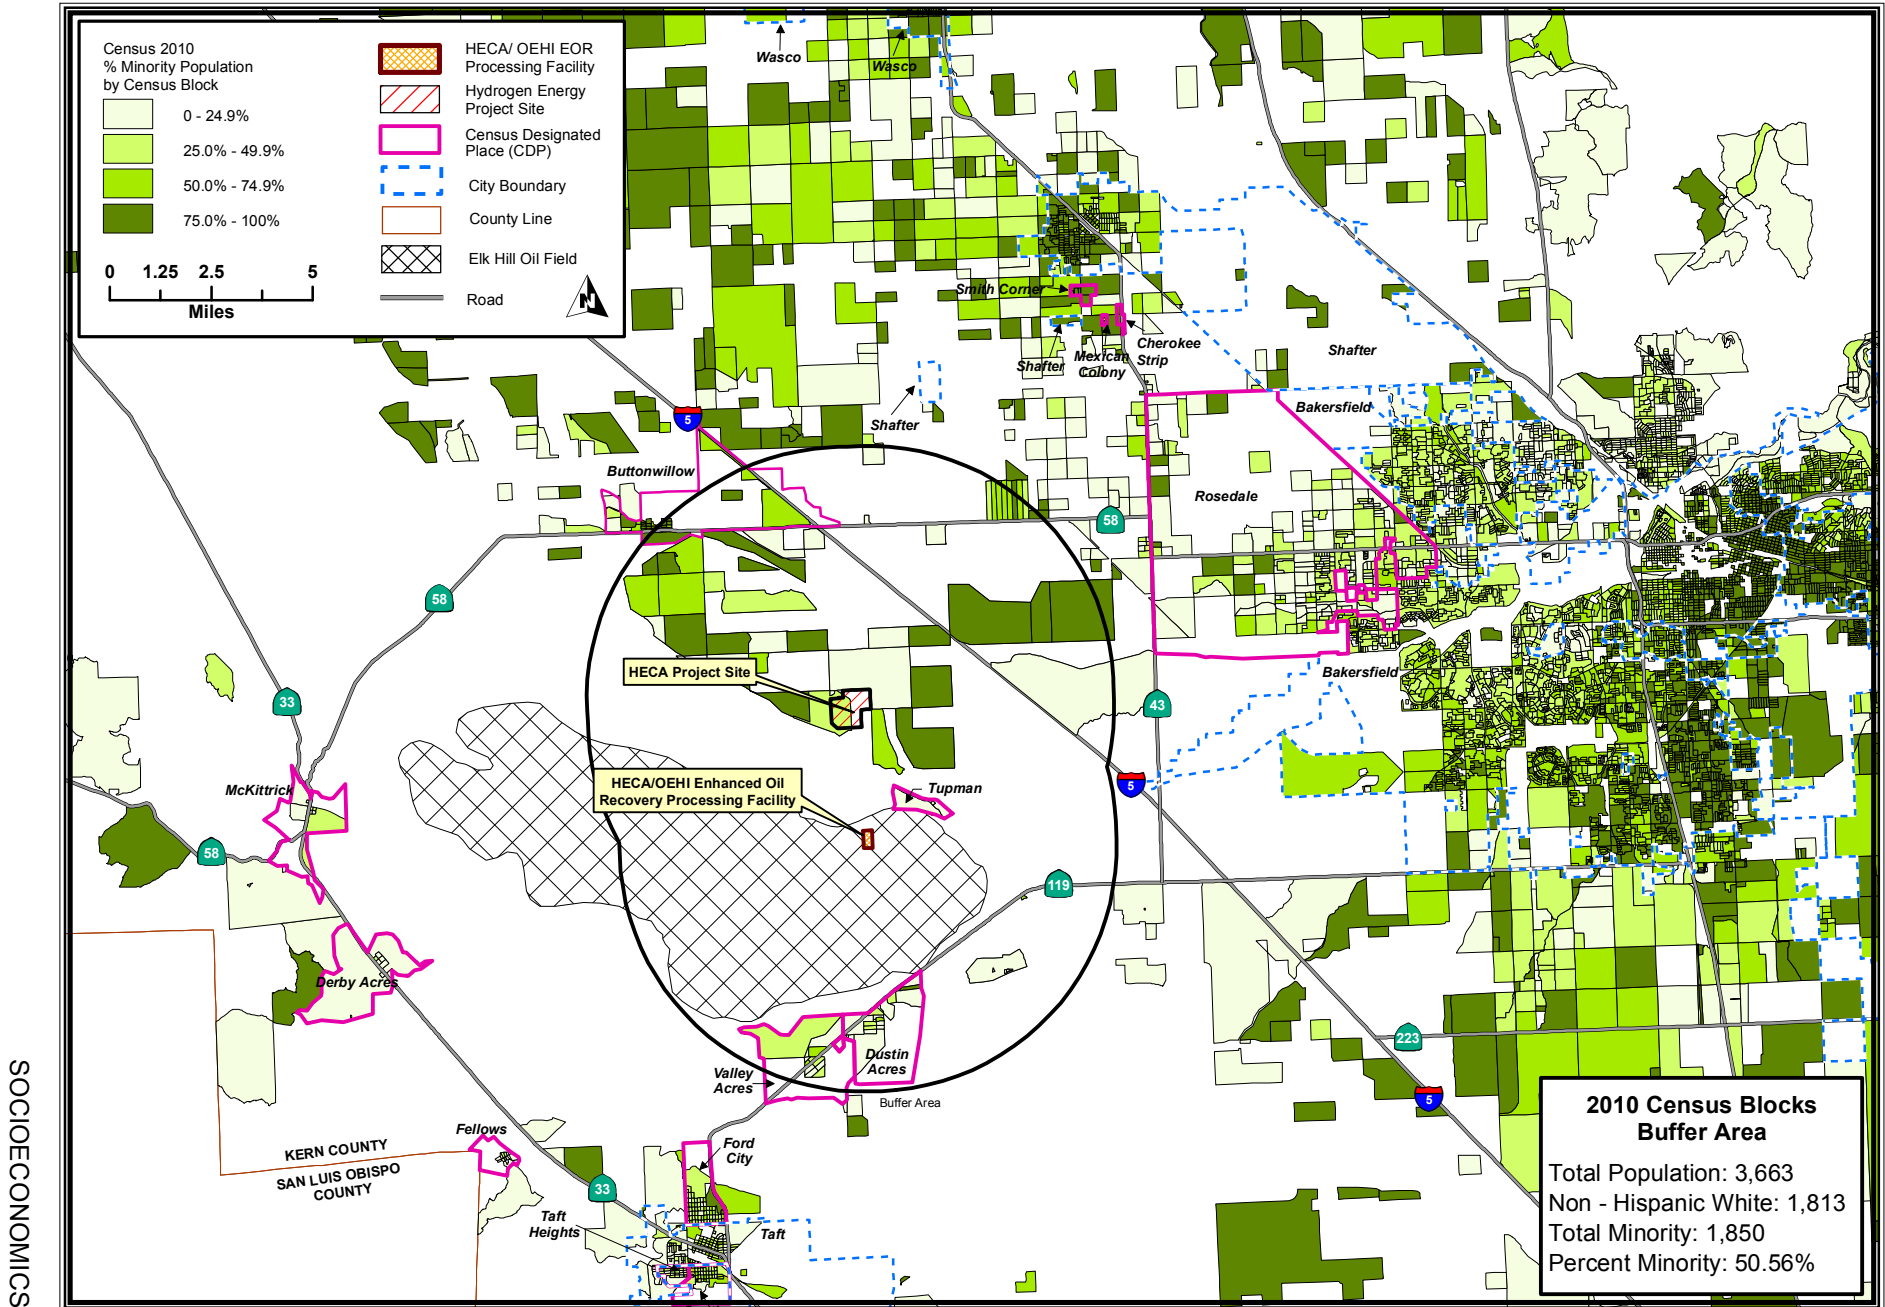 Census 2010
% Minority Population
by Census Block
0 - 24.9%
25.0% - 49.9%
50.0% - 74.9%
75.0% - 100%
0 1.25 2.5 5
Miles
HECA/ OEHI EOR
Processing Facility
Hydrogen Energy
Project Site
Census Designated
Place (CDP)
City Boundary
County Line
Elk Hill Oil Field
Road
N
Wasco
Wasco
Smith Corner
Shafter
Mexican
Colony
Cherokee
Strip
Shafter
Shafter
Bakersfield
5
Buttonwillow
Rosedale
58
58
HECA Project Site
Bakersfield
33
43
McKittrick
HECA/OEHI Enhanced Oil
Recovery Processing Facility
Tupman
5
58
119
Derby Acres
Dustin
Acres
Valley
Acres
Buffer Area
223
5
Fellows
KERN COUNTY
SAN LUIS OBISPO
COUNTY
Ford
City
33
Taft
Heights
Taft
2010 Census Blocks
Buffer Area
Total Population: 3,663
Non - Hispanic White: 1,813
Total Minority: 1,850
Percent Minority: 50.56%
SOCIOECONOMICS